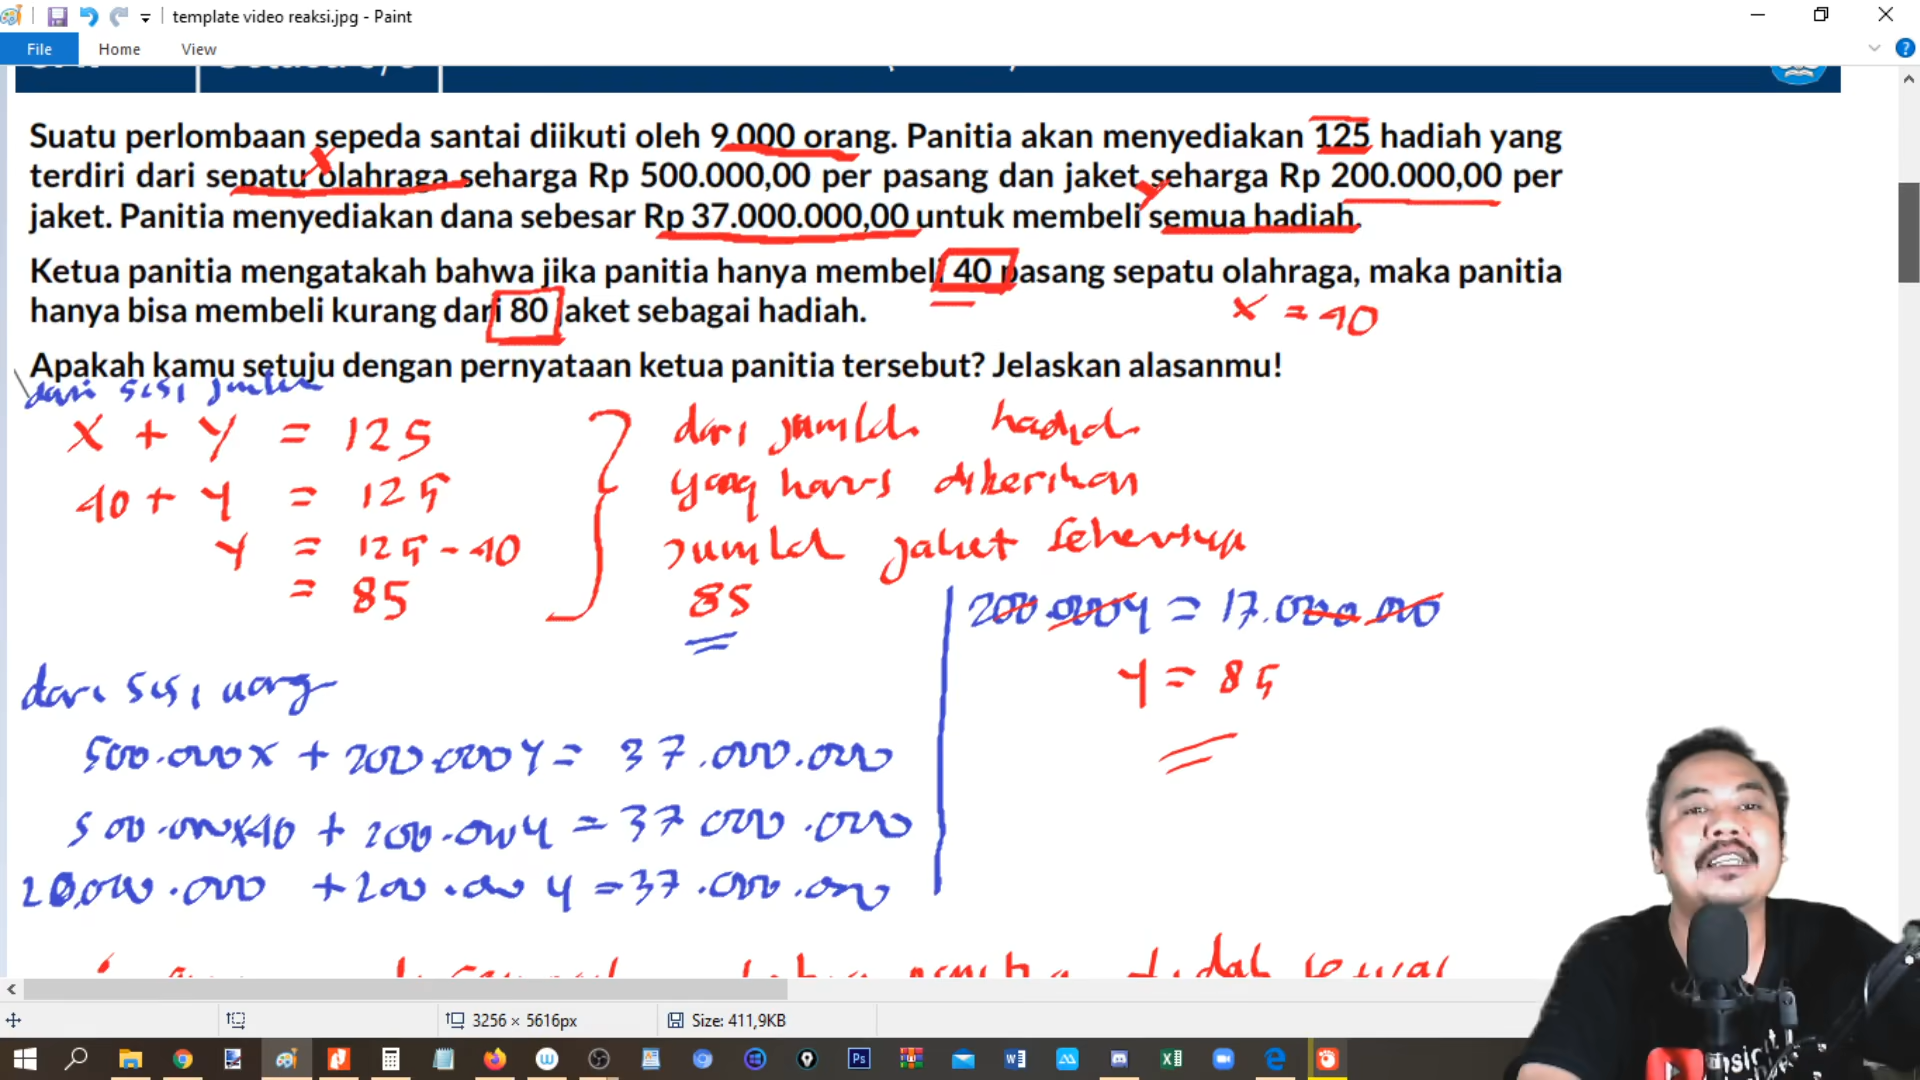 template video reaksi.jpg - Paint
File Home View
Suatu perlombaan sepeda santai diikuti oleh 9.000 orang. Panitia akan menyediakan 125 hadiah yang
x
terdiri dari sepatu olahraga seharga Rp 500.000,00 per pasang dan jaket seharga Rp 200.000,00 per
y
jaket. Panitia menyediakan dana sebesar Rp 37.000.000,00 untuk membeli semua hadiah.
Ketua panitia mengatakah bahwa jika panitia hanya membeli 40 pasang sepatu olahraga, maka panitia
hanya bisa membeli kurang dari 80 jaket sebagai hadiah.
x = 40
Apakah kamu setuju dengan pernyataan ketua panitia tersebut? Jelaskan alasanmu!
dari sisi jumlah
x + y = 125
40 + y = 125
y = 125 - 40
= 85
dari jumlah hadiah
yang harus diberikan
jumlah jaket seharusnya
85
200.000y = 17.000.000
y = 85
dari sisi uang
500.000x + 200.000y = 37.000.000
500.000x40 + 200.000y = 37 000.000
20.000.000 + 200.000y = 37.000.000
tidak sesuai
3256 × 5616px
Size: 411,9KB